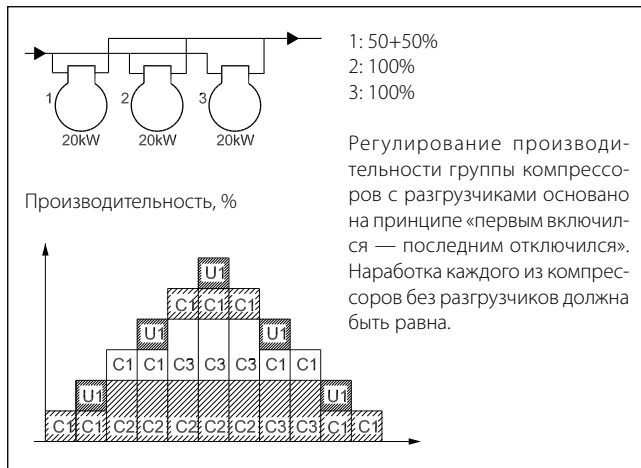 1
2
3
20kW
20kW
20kW
1: 50+50%
2: 100%
3: 100%
Регулирование производи-
тельности группы компрессо-
ров с разгрузчиками основано
на принципе «первым включил-
ся — последним отключился».
Наработка каждого из компрес-
соров без разгрузчиков должна
быть равна.
Производительность, %
U1
C1 C1 C1
U1 U1
C1 C1 C3 C3 C3 C1 C1
U1 U1
C1 C1 C2 C2 C2 C2 C2 C3 C3 C1 C1